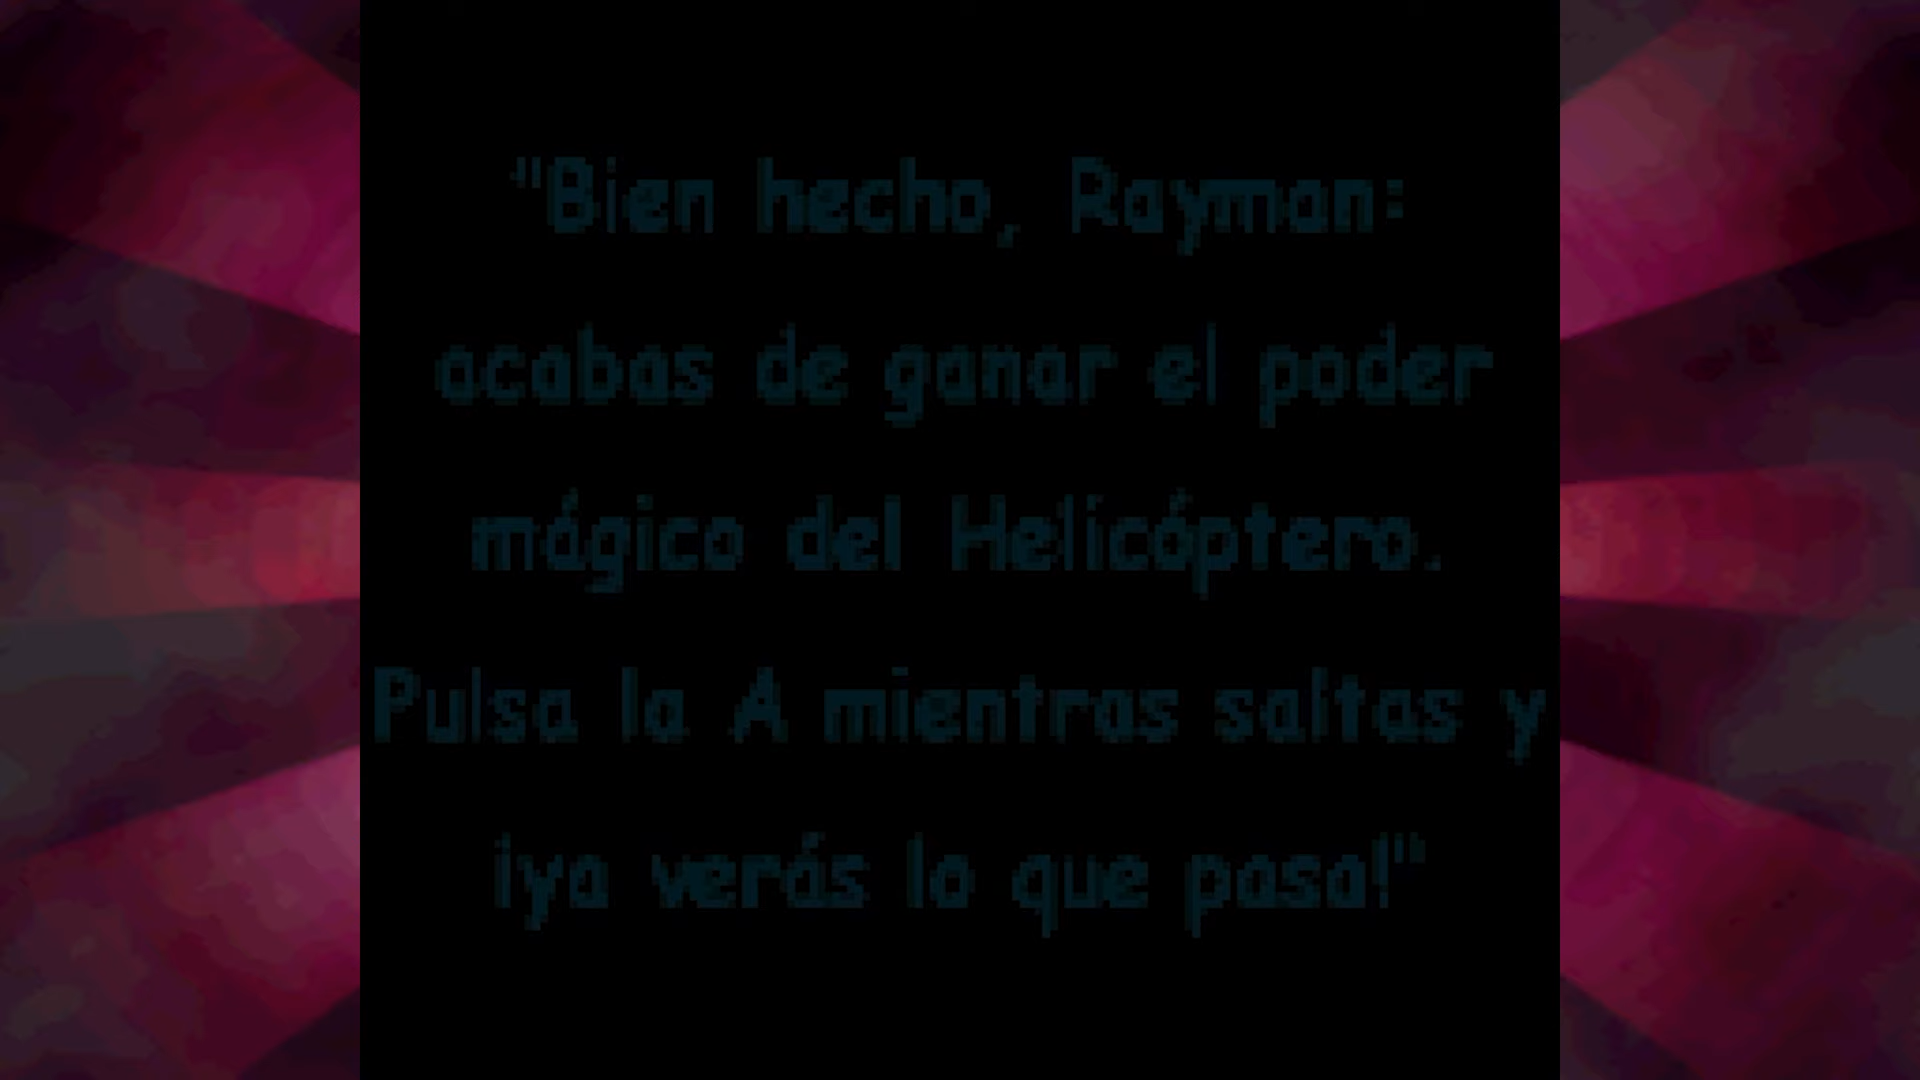 "Bien hecho, Rayman:
acabas de ganar el poder
mágico del Helicóptero.
Pulsa la A mientras saltas y
¡ya verás lo que pasa!"